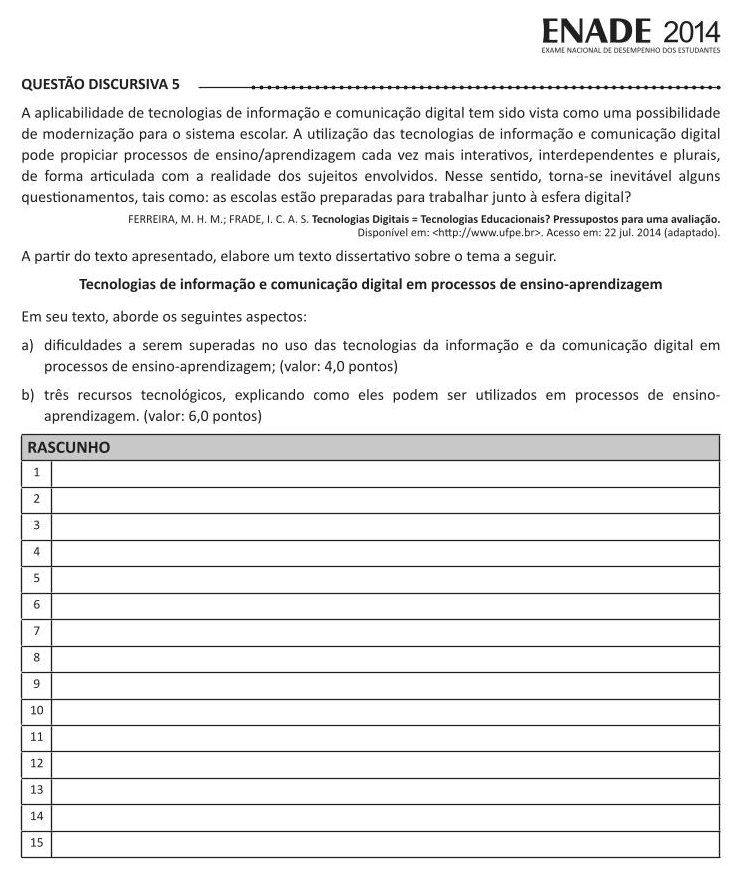 ENADE 2014
EXAME NACIONAL DE DESEMPENHO DOS ESTUDANTES
QUESTÃO DISCURSIVA 5
A aplicabilidade de tecnologias de informação e comunicação digital tem sido vista como uma possibilidade
de modernização para o sistema escolar. A utilização das tecnologias de informação e comunicação digital
pode propiciar processos de ensino/aprendizagem cada vez mais interativos, interdependentes e plurais,
de forma articulada com a realidade dos sujeitos envolvidos. Nesse sentido, torna-se inevitável alguns
questionamentos, tais como: as escolas estão preparadas para trabalhar junto à esfera digital?
FERREIRA, M. H. M.; FRADE, I. C. A. S. Tecnologias Digitais = Tecnologias Educacionais? Pressupostos para uma avaliação.
Disponível em: <http://www.ufpe.br>. Acesso em: 22 jul. 2014 (adaptado).
A partir do texto apresentado, elabore um texto dissertativo sobre o tema a seguir.
Tecnologias de informação e comunicação digital em processos de ensino-aprendizagem
Em seu texto, aborde os seguintes aspectos:
a) dificuldades a serem superadas no uso das tecnologias da informação e da comunicação digital em
processos de ensino-aprendizagem; (valor: 4,0 pontos)
b) três recursos tecnológicos, explicando como eles podem ser utilizados em processos de ensino-
aprendizagem. (valor: 6,0 pontos)
RASCUNHO
1
2
3
4
5
6
7
8
9
10
11
12
13
14
15